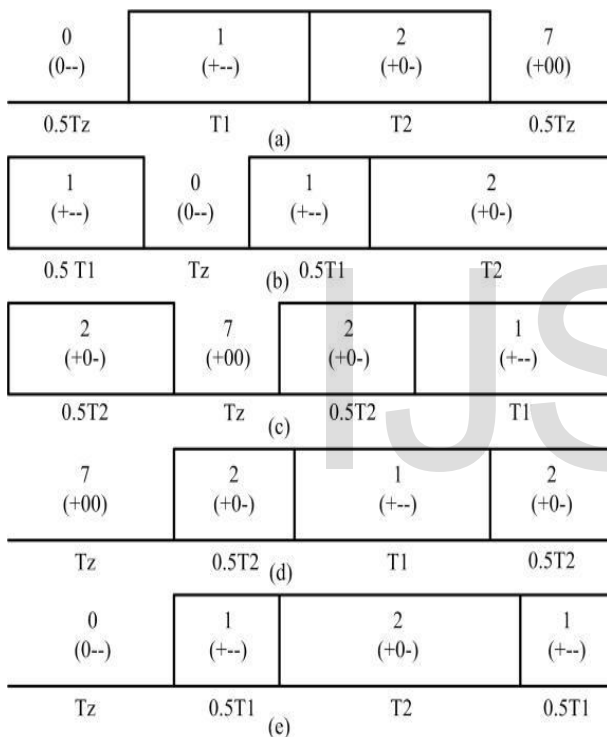 0 1 2 7
(0--) (+--) (+0-) (+00)
0.5Tz T1 T2 0.5Tz
(a)
1 0 1 2
(+--) (0--) (+--) (+0-)
0.5 T1 Tz 0.5T1 T2
(b)
2 7 2 1
(+0-) (+00) (+0-) (+--)
0.5T2 Tz 0.5T2 T1
(c)
7 2 1 2
(+00) (+0-) (+--) (+0-)
Tz 0.5T2 T1 0.5T2
(d)
0 1 2 1
(0--) (+--) (+0-) (+--)
Tz 0.5T1 T2 0.5T1
(e)
IJS